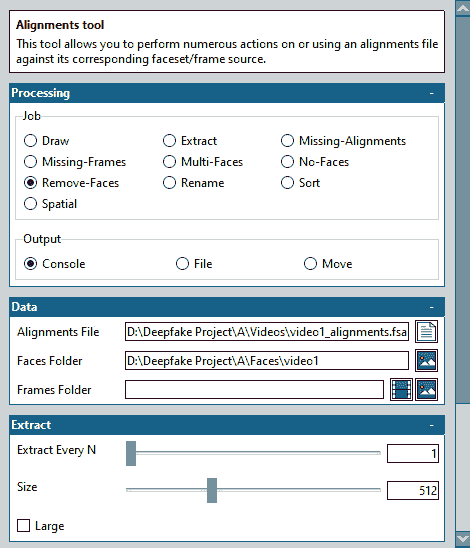 Alignments tool
This tool allows you to perform numerous actions on or using an alignments file
against its corresponding faceset/frame source.
Processing -
Job
Draw Extract Missing-Alignments
Missing-Frames Multi-Faces No-Faces
Remove-Faces Rename Sort
Spatial
Output
Console File Move
Data -
Alignments File D:\Deepfake Project\A\Videos\video1_alignments.fsa
Faces Folder D:\Deepfake Project\A\Faces\video1
Frames Folder
Extract -
Extract Every N 1
Size 512
Large